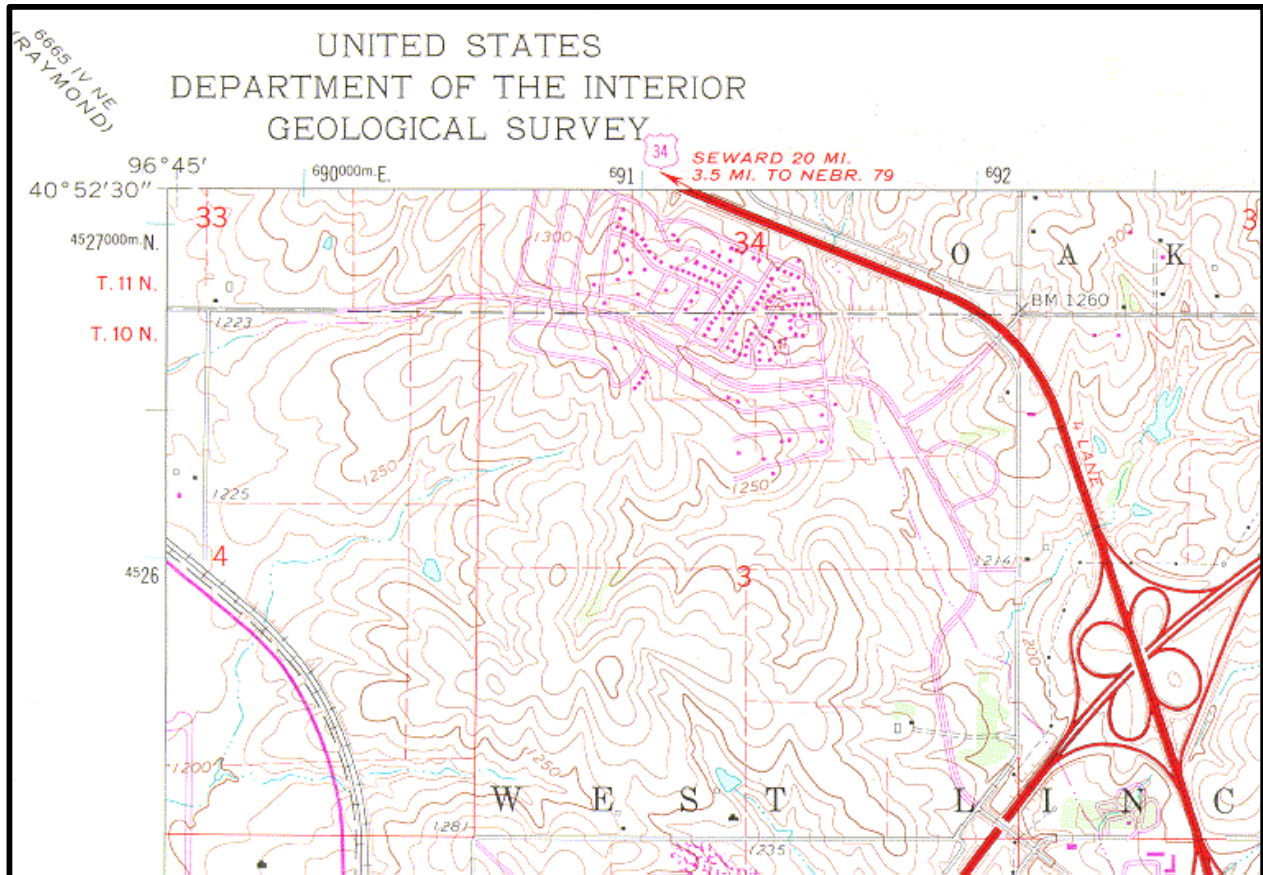 6665 IV NE
(RAYMOND)
UNITED STATES
DEPARTMENT OF THE INTERIOR
GEOLOGICAL SURVEY
34
SEWARD 20 MI.
3.5 MI. TO NEBR. 79
96°45'
690000m.E.
691
692
40°52'30"
33
34
3
4527000m.N.
1300
O A K
1300
T. 11 N.
BM 1260
1223
T. 10 N.
4 LANE
1250
1250
1225
4
4526
3
1214
1200
1200
1250
W E S T L I N C
1281
1235